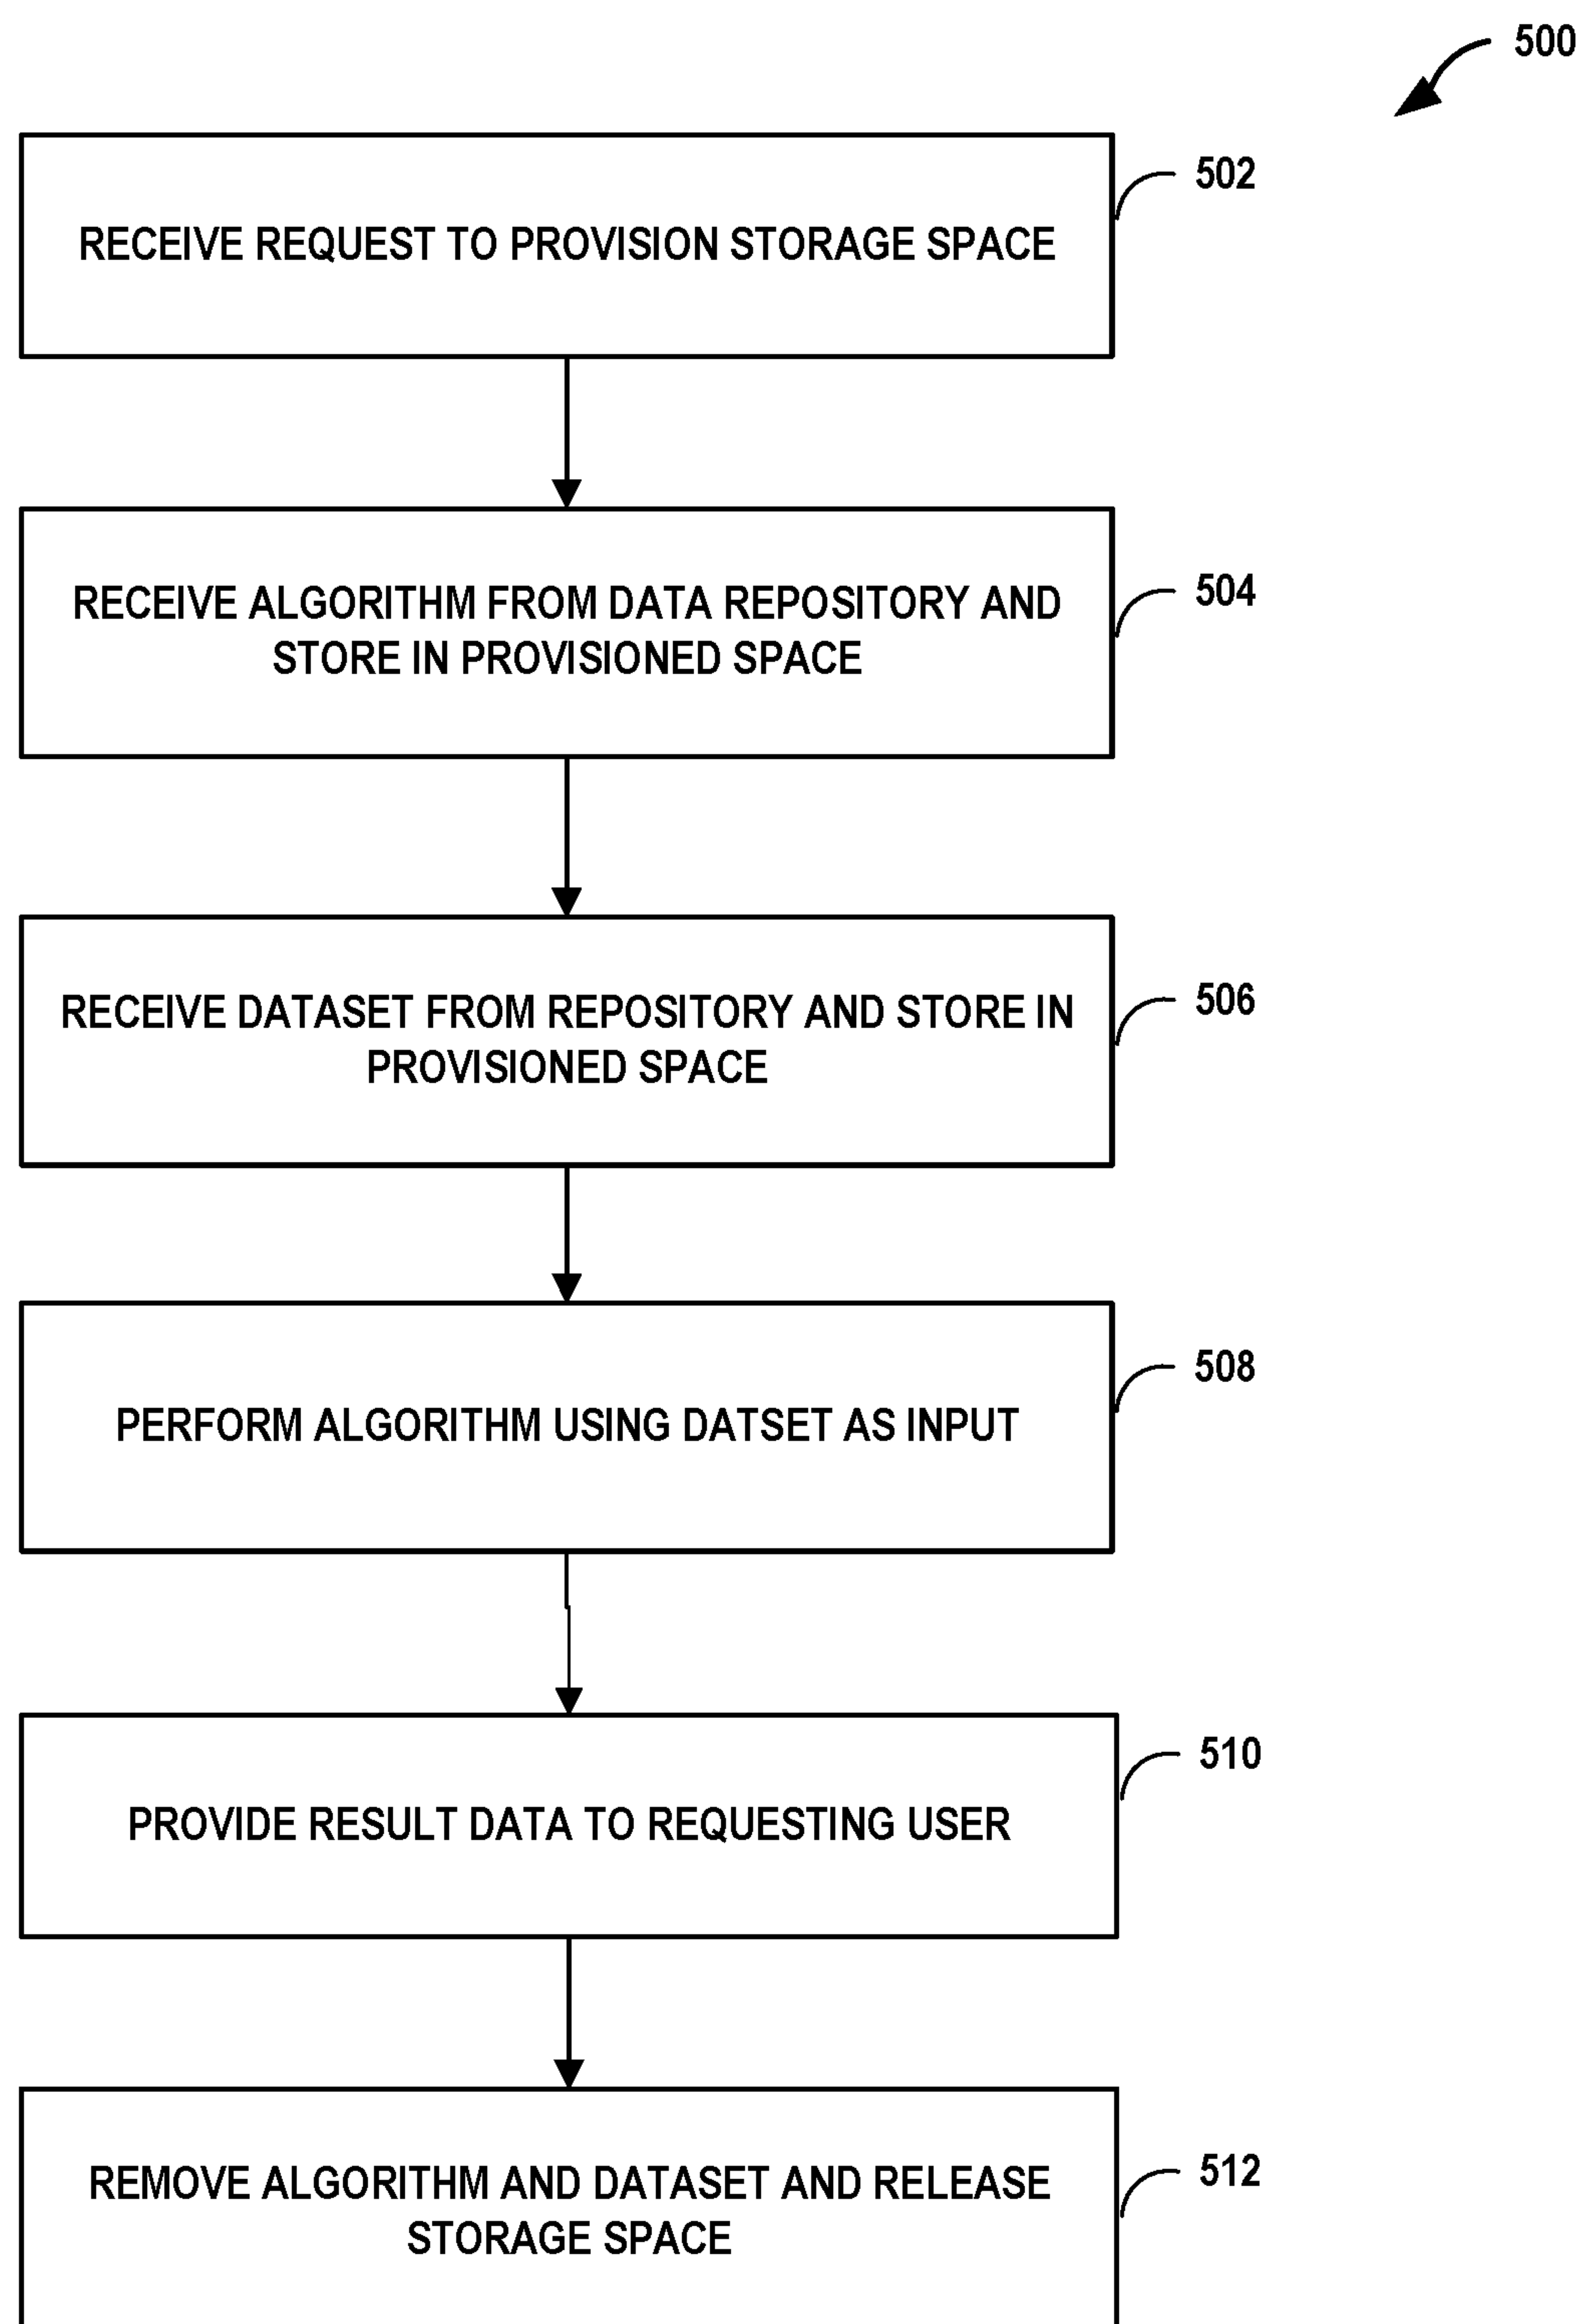 500
502
RECEIVE REQUEST TO PROVISION STORAGE SPACE
504
RECEIVE ALGORITHM FROM DATA REPOSITORY AND
STORE IN PROVISIONED SPACE
506
RECEIVE DATASET FROM REPOSITORY AND STORE IN
PROVISIONED SPACE
508
PERFORM ALGORITHM USING DATSET AS INPUT
510
PROVIDE RESULT DATA TO REQUESTING USER
512
REMOVE ALGORITHM AND DATASET AND RELEASE
STORAGE SPACE